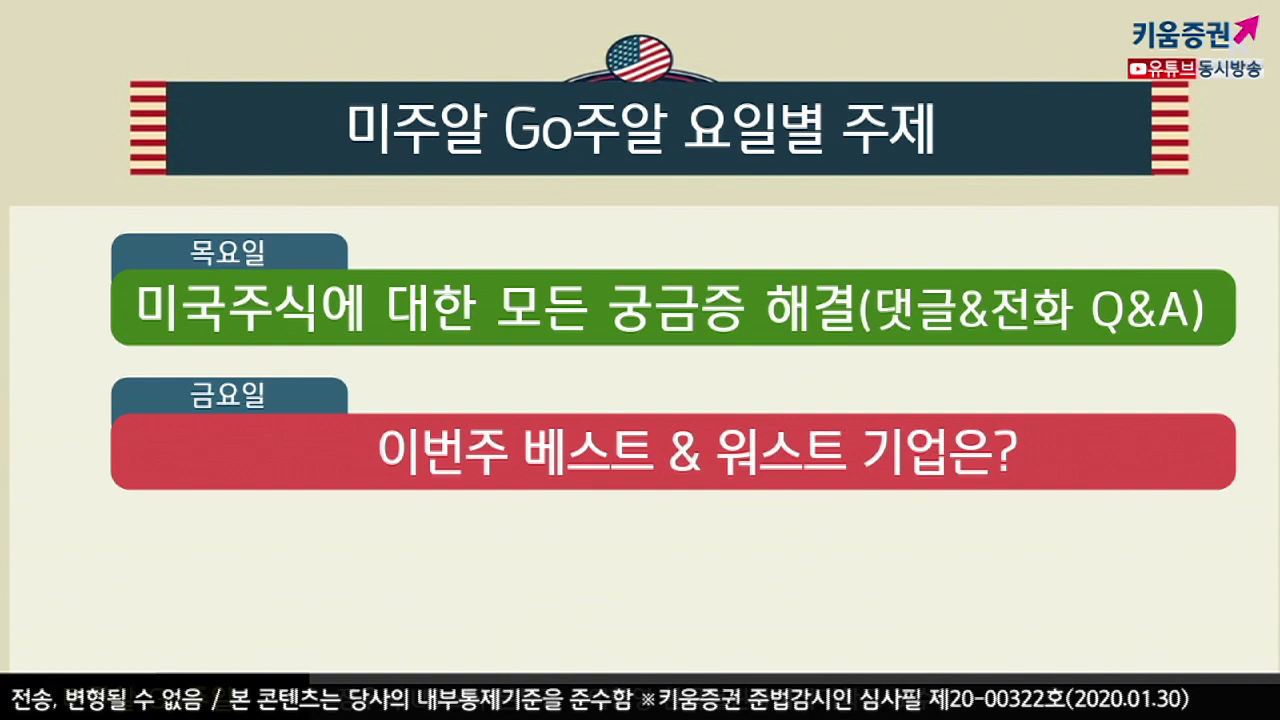 키움증권
유튜브동시방송
미주알 Go주알 요일별 주제
목요일
미국주식에 대한 모든 궁금증 해결(댓글&전화 Q&A)
금요일
이번주 베스트 & 워스트 기업은?
전송, 변형될 수 없음 / 본 콘텐츠는 당사의 내부통제기준을 준수함 ※키움증권 준법감시인 심사필 제20-00322호(2020.01.30)